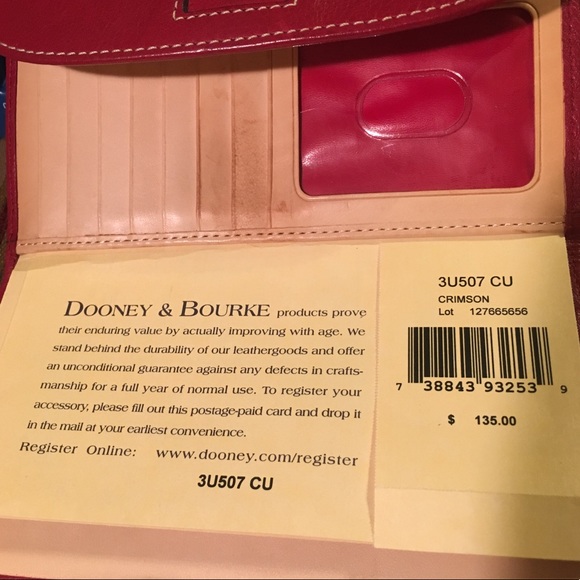 DOONEY & BOURKE products prove
their enduring value by actually improving with age. We
stand behind the durability of our leathergoods and offer
an unconditional guarantee against any defects in crafts-
manship for a full year of normal use. To register your
accessory, please fill out this postage-paid card and drop it
in the mail at your earliest convenience.
Register Online: www.dooney.com/register
3U507 CU
3U507 CU
CRIMSON
Lot 127665656
7 38843 93253 9
$ 135.00